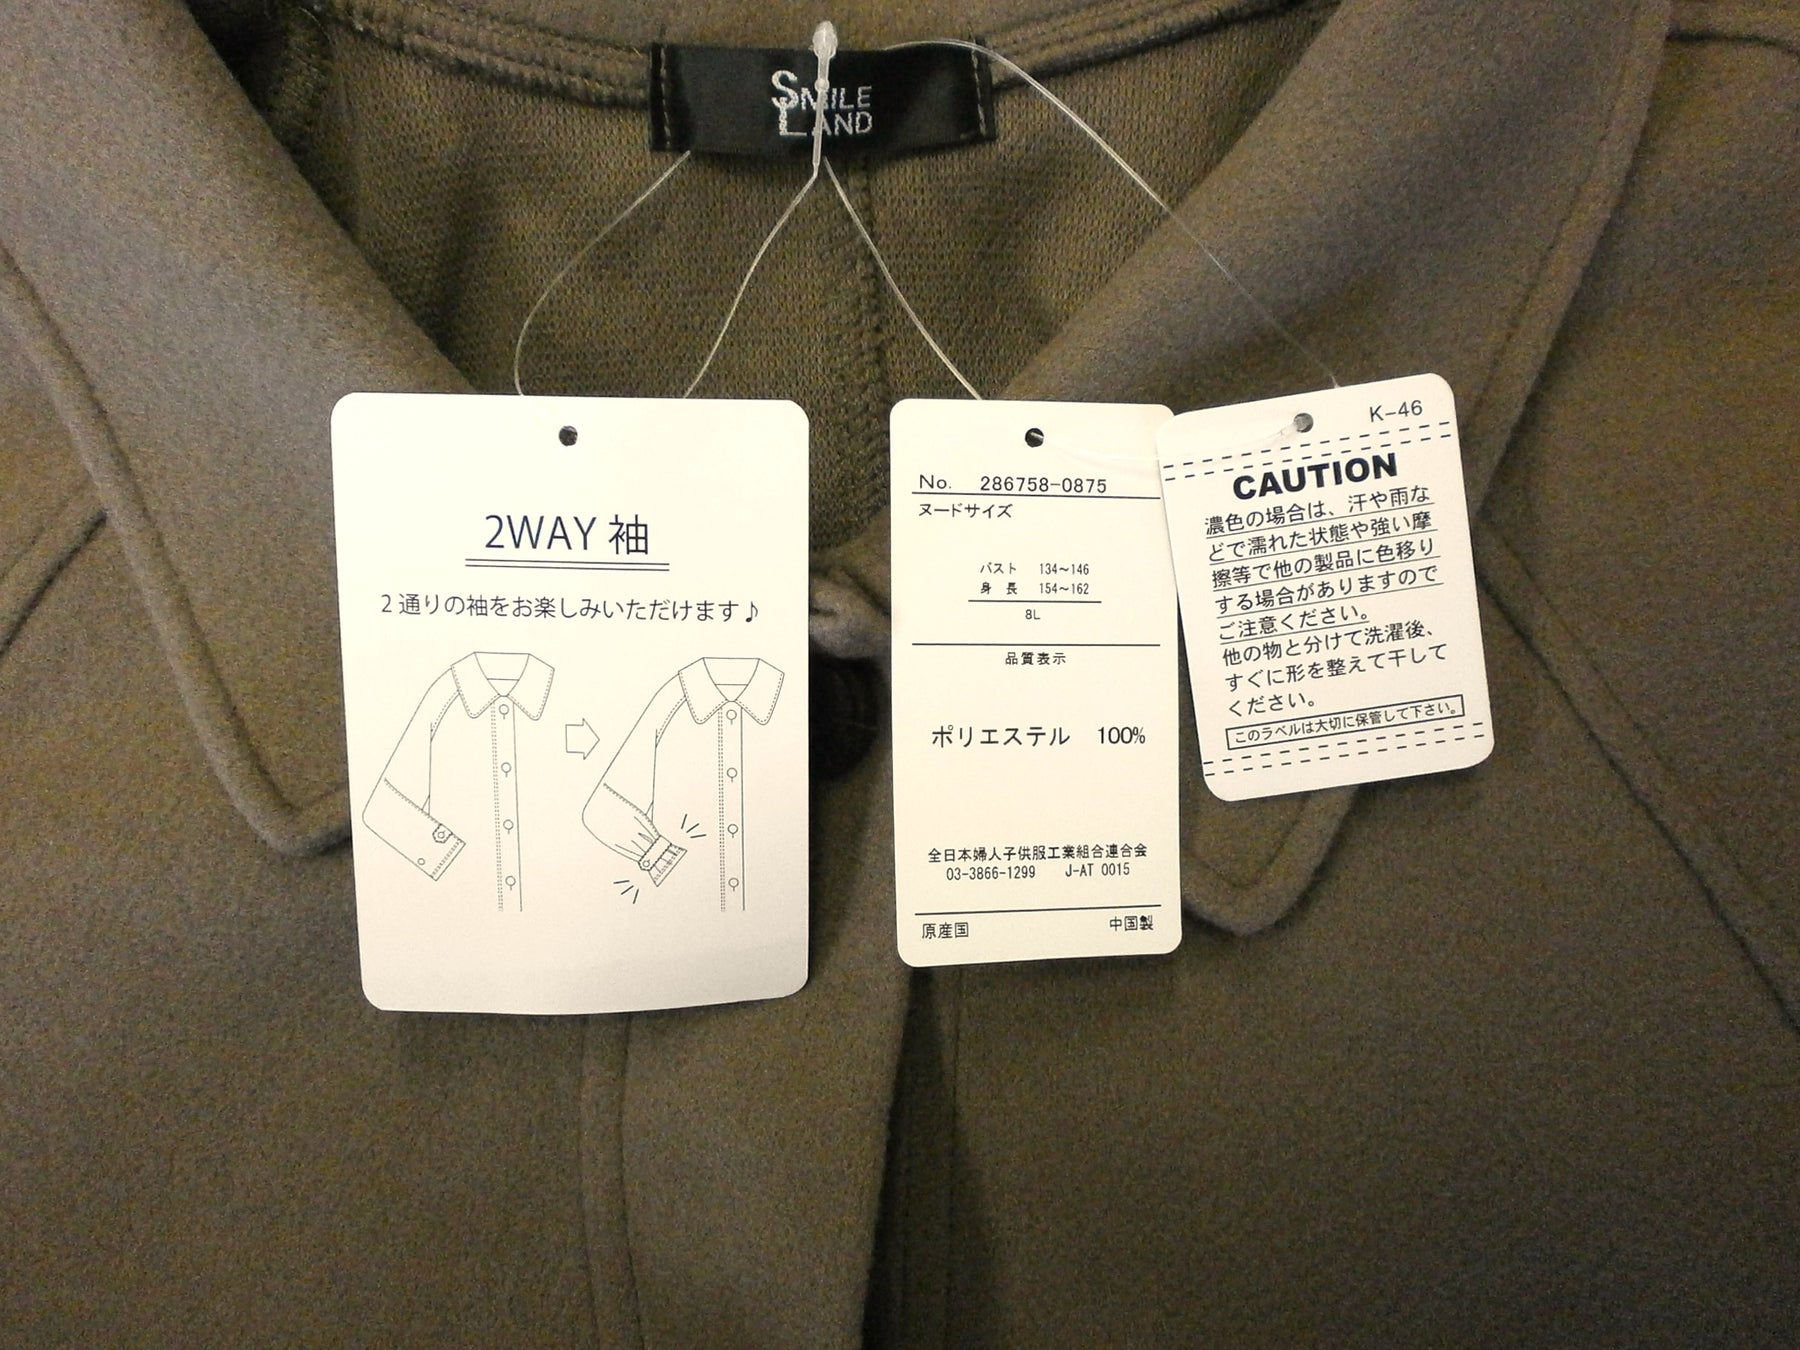 SMILE
LAND
2WAY 袖
2 通りの袖をお楽しみいただけます♪
No. 286758-0875
ヌードサイズ
バスト 134～146
身 長 154～162
8L
品質表示
ポリエステル 100%
全日本婦人子供服工業組合連合会
03-3866-1299 J-AT 0015
原産国 中国製
K-46
CAUTION
濃色の場合は、汗や雨な
どで濡れた状態や強い摩
擦等で他の製品に色移り
する場合がありますので
ご注意ください。
他の物と分けて洗濯後、
すぐに形を整えて干して
ください。
このラベルは大切に保管して下さい。